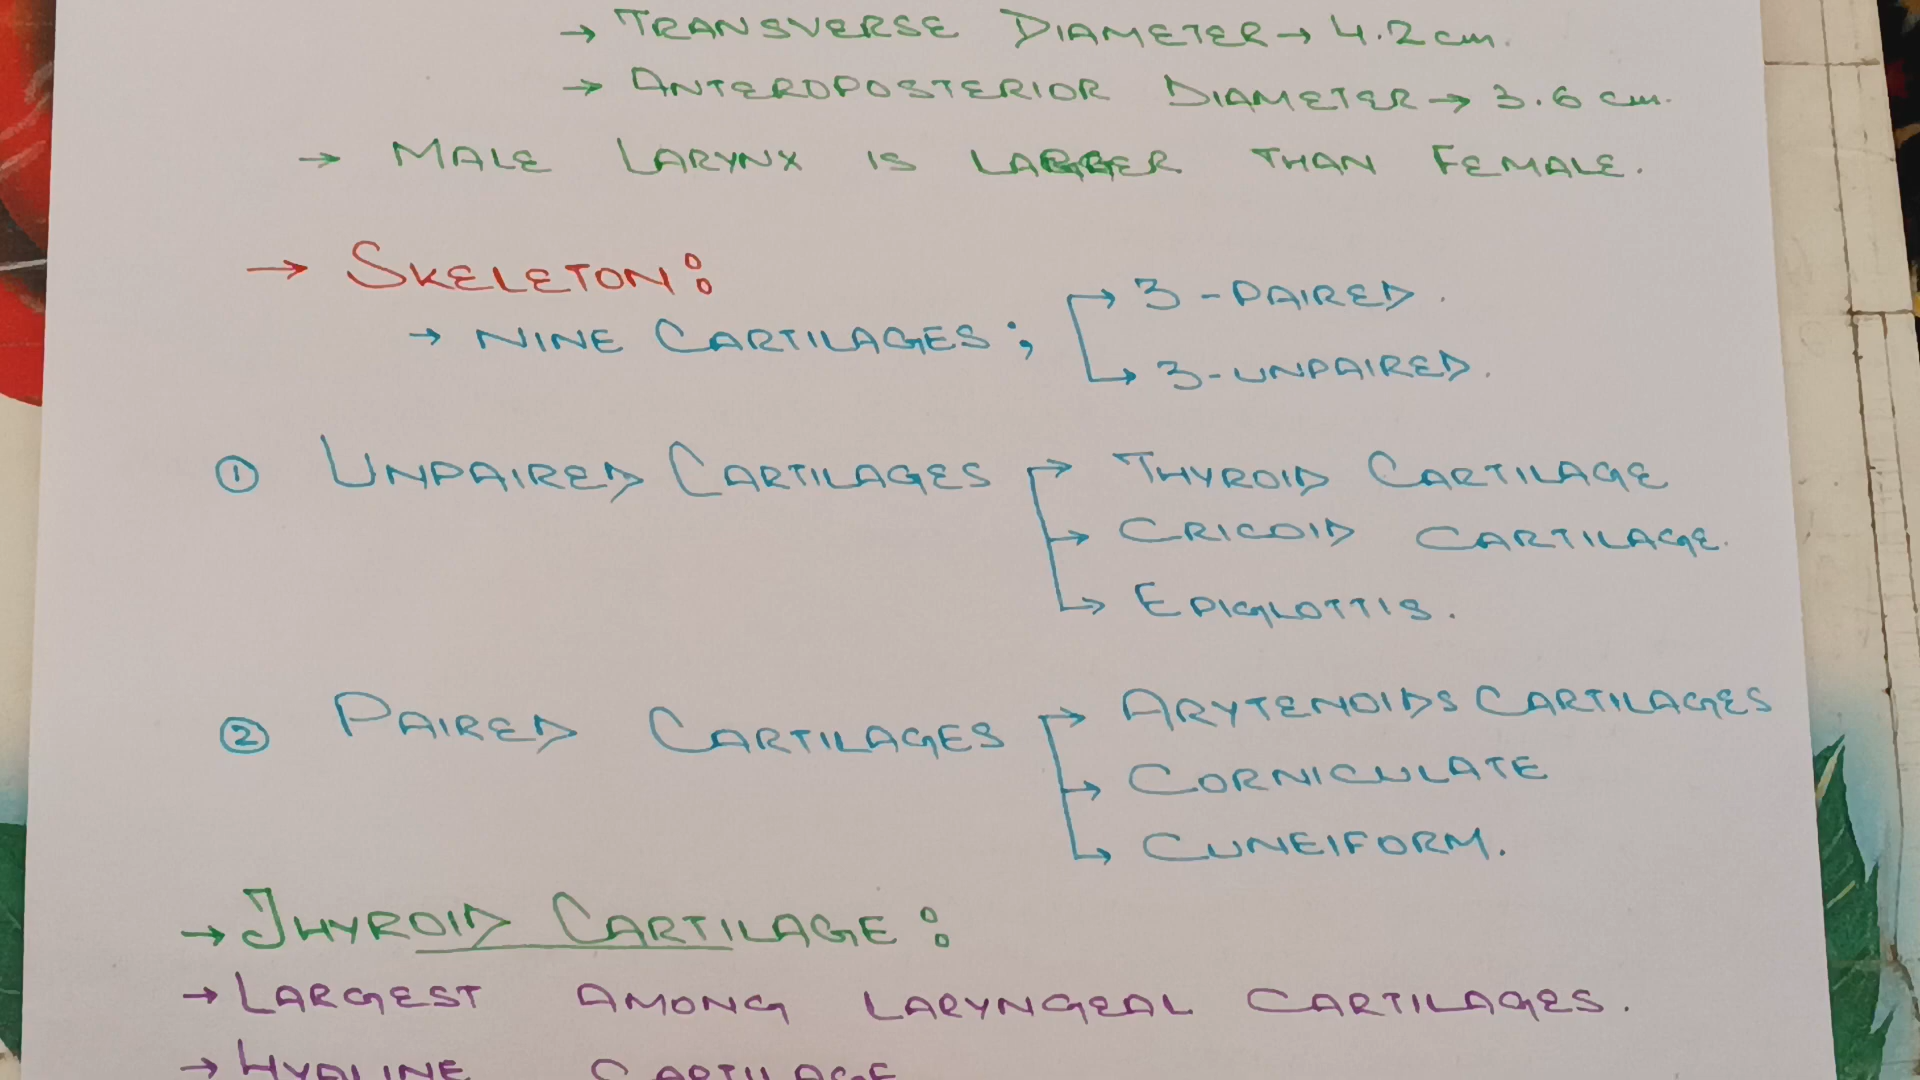 → TRANSVERSE DIAMETER → 4.2 cm.
→ ANTEROPOSTERIOR DIAMETER → 3.6 cm.
→ MALE LARYNX IS LARGER THAN FEMALE.
→ SKELETON:
→ NINE CARTILAGES;
→ 3-PAIRED.
→ 3-UNPAIRED.
① UNPAIRED CARTILAGES
→ THYROID CARTILAGE
→ CRICOID CARTILAGE.
→ EPIGLOTTIS.
② PAIRED CARTILAGES
→ ARYTENOIDS CARTILAGES
→ CORNICULATE
→ CUNEIFORM.
→ THYROID CARTILAGE:
→ LARGEST AMONG LARYNGEAL CARTILAGES.
→ HYALINE CARTILAGE